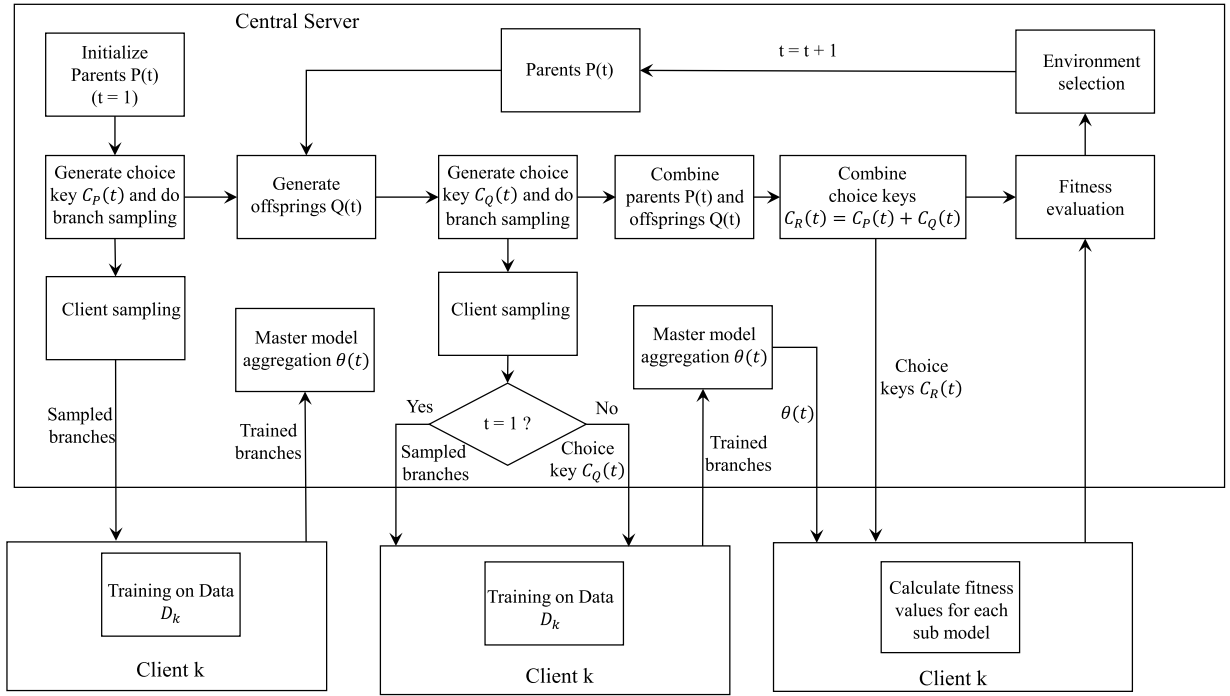 Central Server
Initialize
Parents P(t)
(t = 1)
Parents P(t)
t = t + 1
Environment
selection
Generate choice
key C_P(t) and do
branch sampling
Generate
offsprings Q(t)
Generate choice
key C_Q(t) and do
branch sampling
Combine
parents P(t) and
offsprings Q(t)
Combine
choice keys
C_R(t) = C_P(t) + C_Q(t)
Fitness
evaluation
Client sampling
Master model
aggregation θ(t)
Client sampling
Master model
aggregation θ(t)
Sampled
branches
Trained
branches
Yes
t = 1 ?
No
Sampled
branches
Choice
key C_Q(t)
Trained
branches
θ(t)
Choice
keys C_R(t)
Training on Data
D_k
Client k
Training on Data
D_k
Client k
Calculate fitness
values for each
sub model
Client k